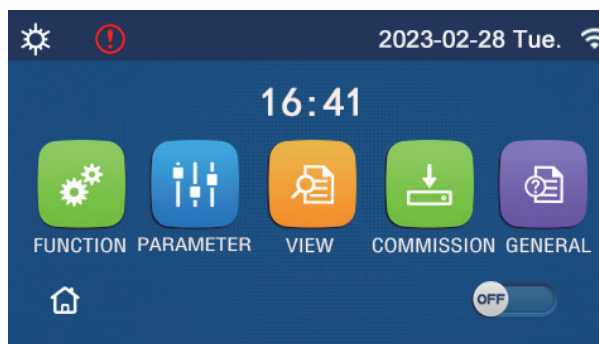 2023-02-28 Tue.
16:41
FUNCTION PARAMETER VIEW COMMISSION GENERAL
OFF